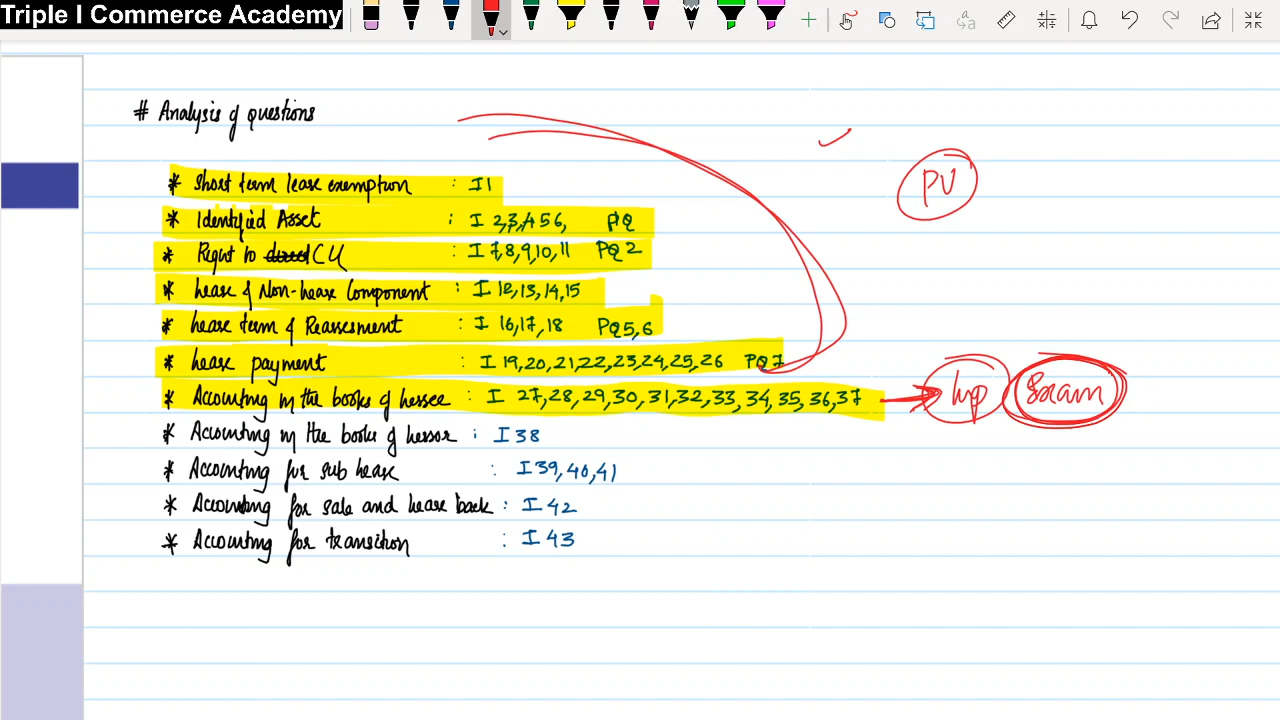 Triple I Commerce Academy
# Analysis of questions
PV
* Short term lease exemption : I 1
* Identified Asset : I 2,3,4 5 6, PQ
* Right to CU : I 7,8,9,10,11 PQ 2
* Lease & Non-lease Component : I 12,13,14,15
* Lease term & Reassesment : I 16,17,18 PQ 5,6
* Lease payment : I 19,20,21,22,23,24,25,26 PQ 7
* Accounting in the books of lessee : I 27,28,29,30,31,32,33,34,35,36,37 Imp Exam
* Accounting in the books of lessor : I 38
* Accounting for sub lease : I 39,40,41
* Accounting for sale and lease back : I 42
* Accounting for transition : I 43